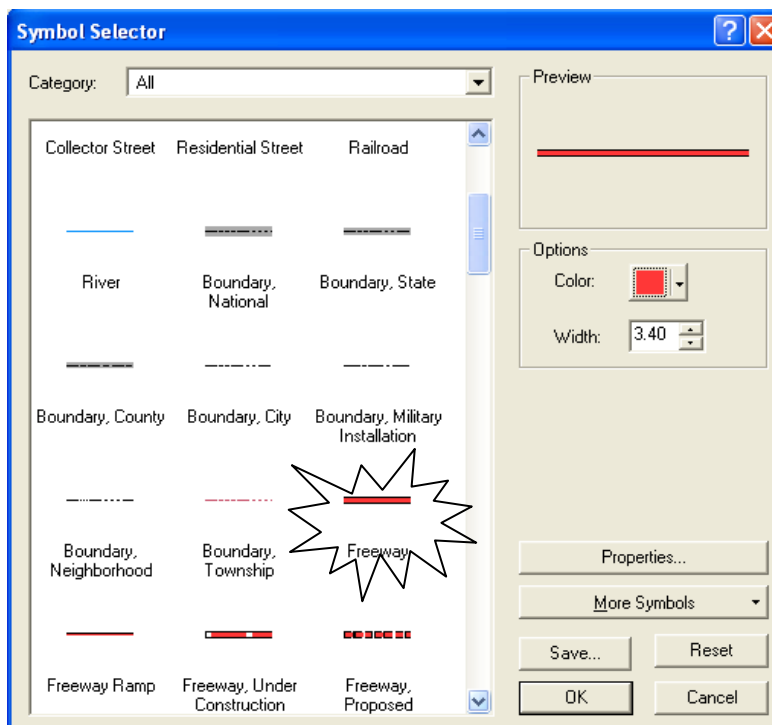 Symbol Selector
Category: All
Collector Street Residential Street Railroad
River Boundary, National Boundary, State
Boundary, County Boundary, City Boundary, Military Installation
Boundary, Neighborhood Boundary, Township Freeway
Freeway Ramp Freeway, Under Construction Freeway, Proposed
Preview
Options
Color:
Width: 3.40
Properties...
More Symbols
Save... Reset
OK Cancel